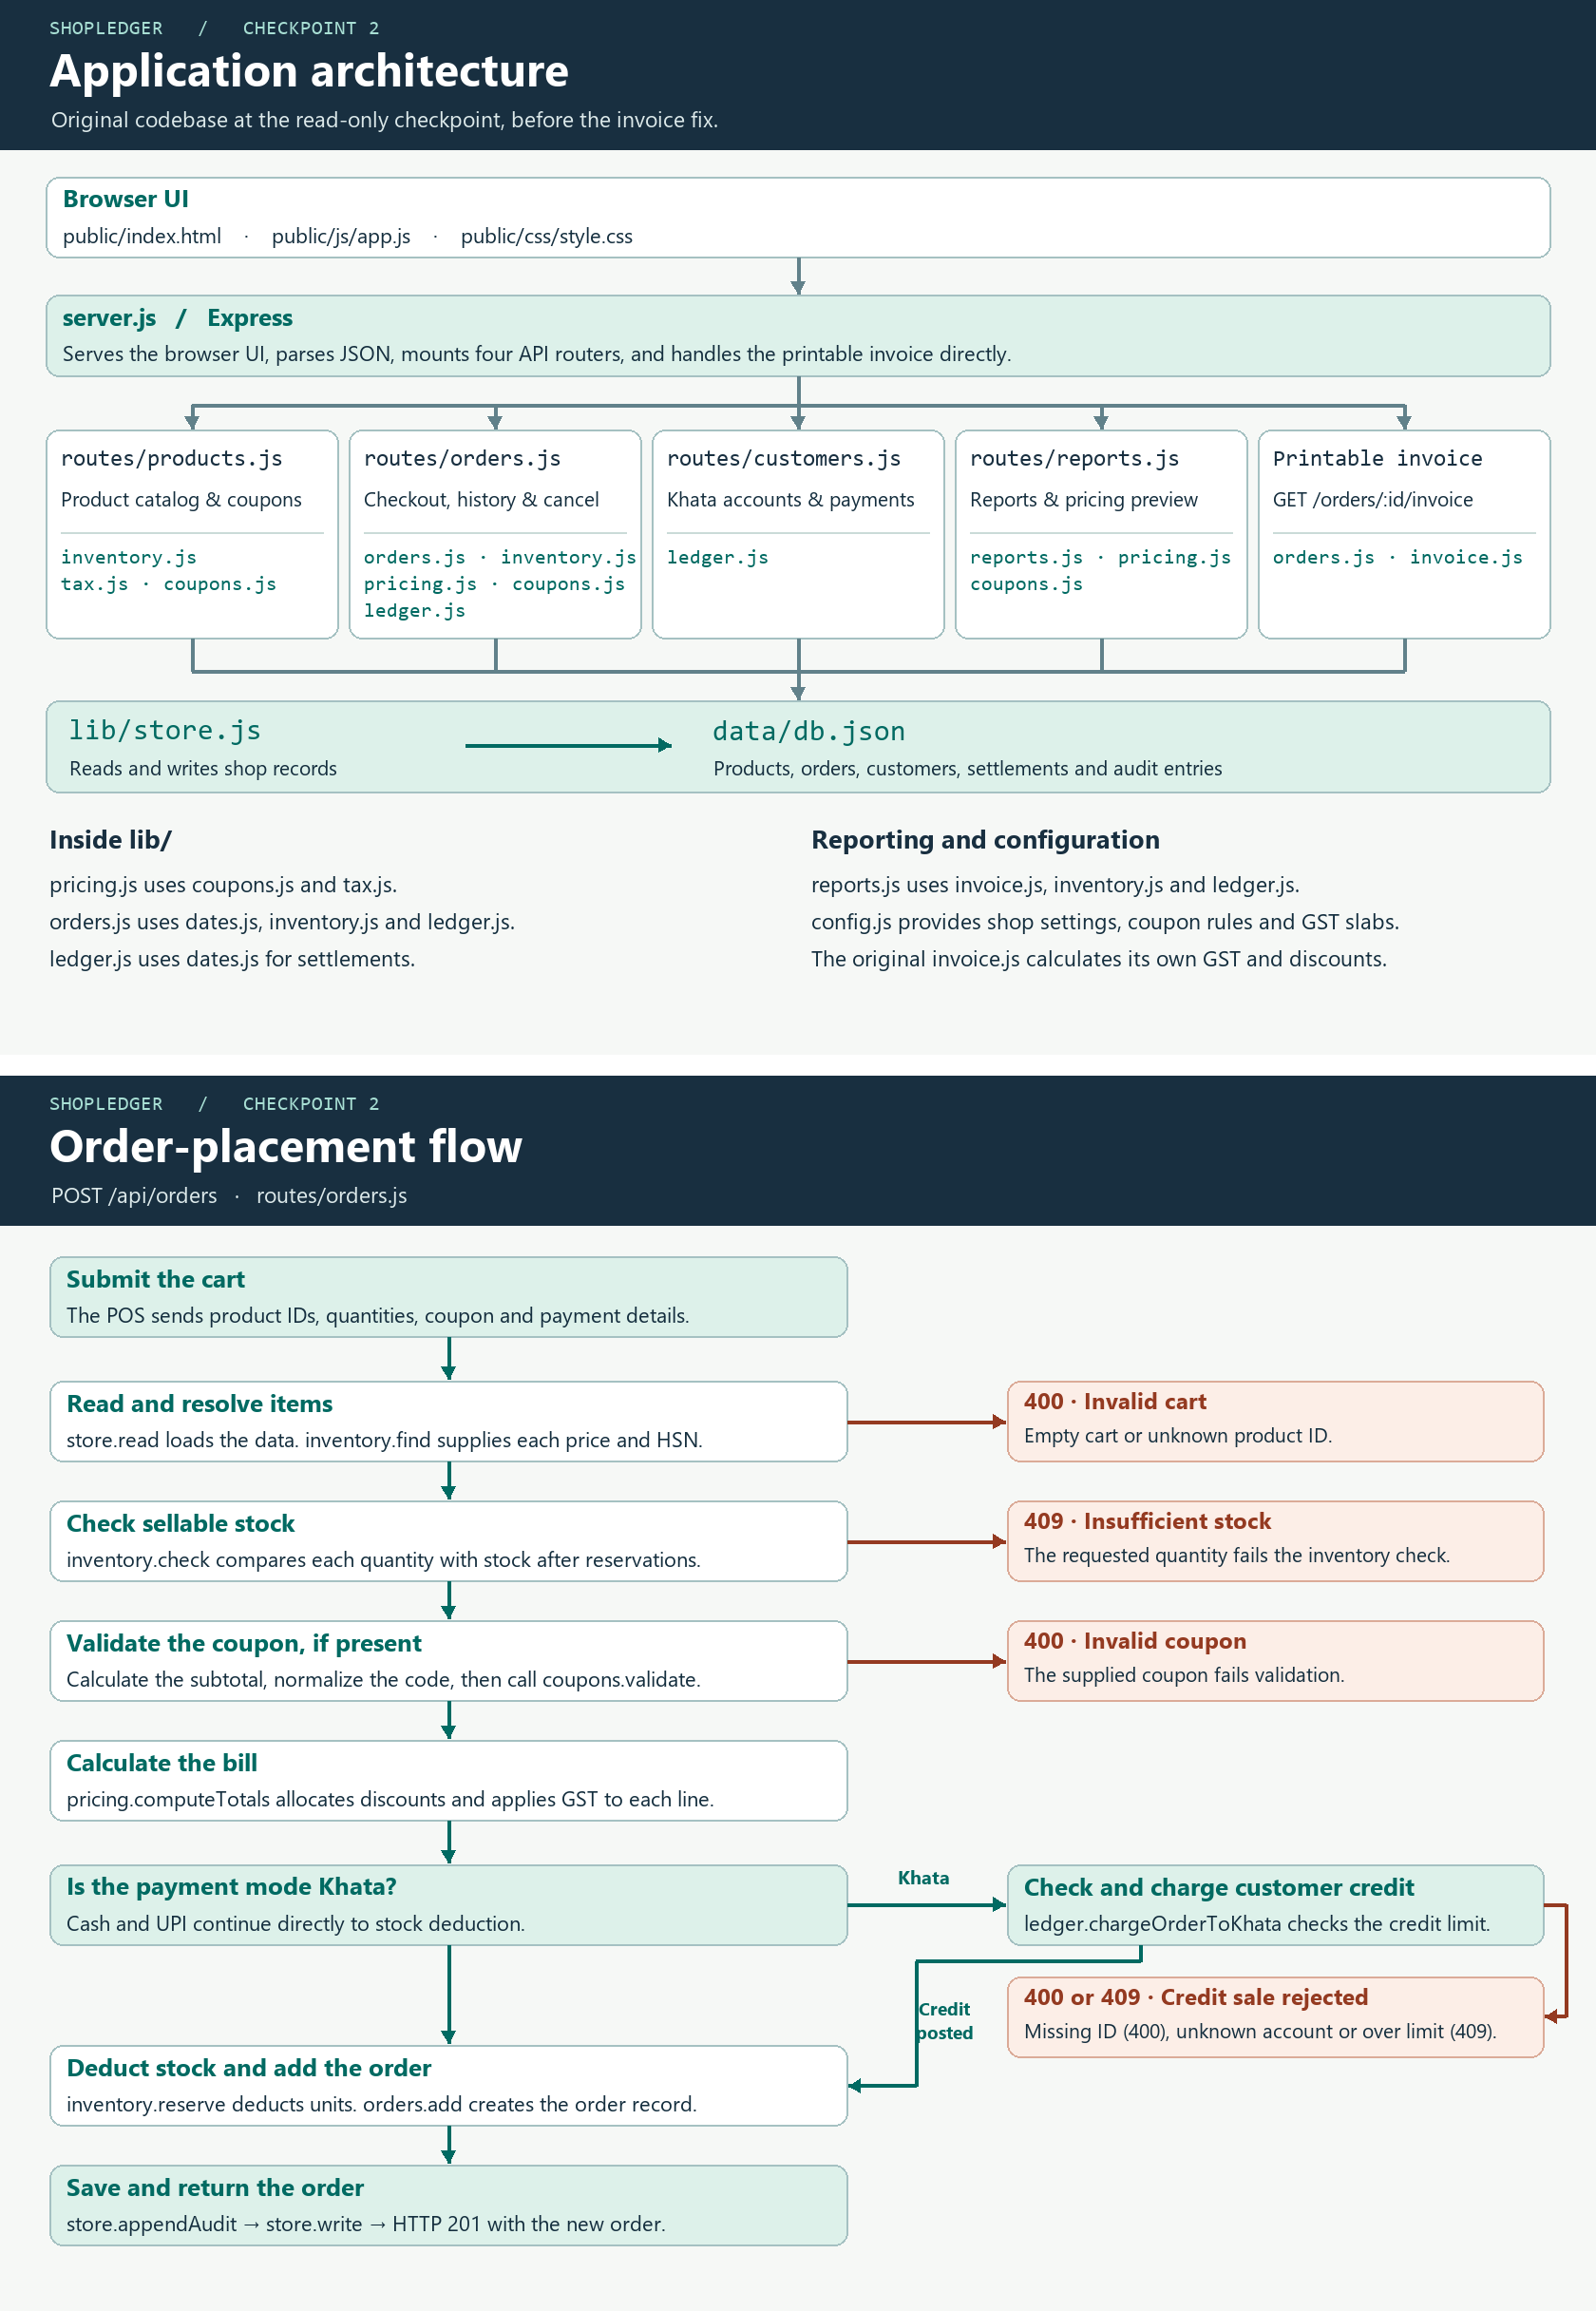 SHOPLEDGER / CHECKPOINT 2
Application architecture
Original codebase at the read-only checkpoint, before the invoice fix.
Browser UI
public/index.html · public/js/app.js · public/css/style.css
server.js / Express
Serves the browser UI, parses JSON, mounts four API routers, and handles the printable invoice directly.
routes/products.js
Product catalog & coupons
inventory.js
tax.js · coupons.js
routes/orders.js
Checkout, history & cancel
orders.js · inventory.js
pricing.js · coupons.js
ledger.js
routes/customers.js
Khata accounts & payments
ledger.js
routes/reports.js
Reports & pricing preview
reports.js · pricing.js
coupons.js
Printable invoice
GET /orders/:id/invoice
orders.js · invoice.js
lib/store.js
Reads and writes shop records
data/db.json
Products, orders, customers, settlements and audit entries
Inside lib/
pricing.js uses coupons.js and tax.js.
orders.js uses dates.js, inventory.js and ledger.js.
ledger.js uses dates.js for settlements.
Reporting and configuration
reports.js uses invoice.js, inventory.js and ledger.js.
config.js provides shop settings, coupon rules and GST slabs.
The original invoice.js calculates its own GST and discounts.
SHOPLEDGER / CHECKPOINT 2
Order-placement flow
POST /api/orders · routes/orders.js
Submit the cart
The POS sends product IDs, quantities, coupon and payment details.
Read and resolve items
store.read loads the data. inventory.find supplies each price and HSN.
400 · Invalid cart
Empty cart or unknown product ID.
Check sellable stock
inventory.check compares each quantity with stock after reservations.
409 · Insufficient stock
The requested quantity fails the inventory check.
Validate the coupon, if present
Calculate the subtotal, normalize the code, then call coupons.validate.
400 · Invalid coupon
The supplied coupon fails validation.
Calculate the bill
pricing.computeTotals allocates discounts and applies GST to each line.
Is the payment mode Khata?
Cash and UPI continue directly to stock deduction.
Khata
Check and charge customer credit
ledger.chargeOrderToKhata checks the credit limit.
Credit
posted
400 or 409 · Credit sale rejected
Missing ID (400), unknown account or over limit (409).
Deduct stock and add the order
inventory.reserve deducts units. orders.add creates the order record.
Save and return the order
store.appendAudit → store.write → HTTP 201 with the new order.